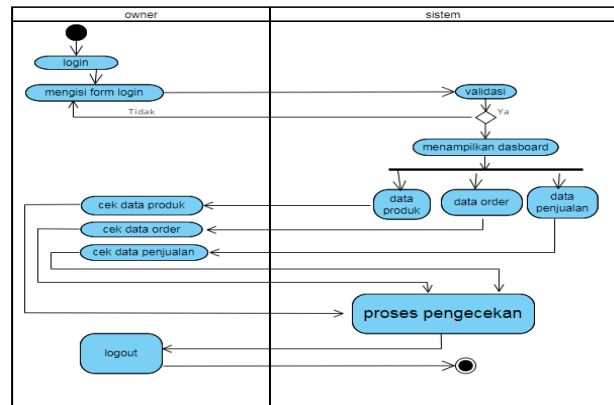 owner
sistem
login
mengisi form login
validasi
Tidak
Ya
menampilkan dasboard
cek data produk
data
produk
data order
data
penjualan
cek data order
cek data penjualan
proses pengecekan
logout